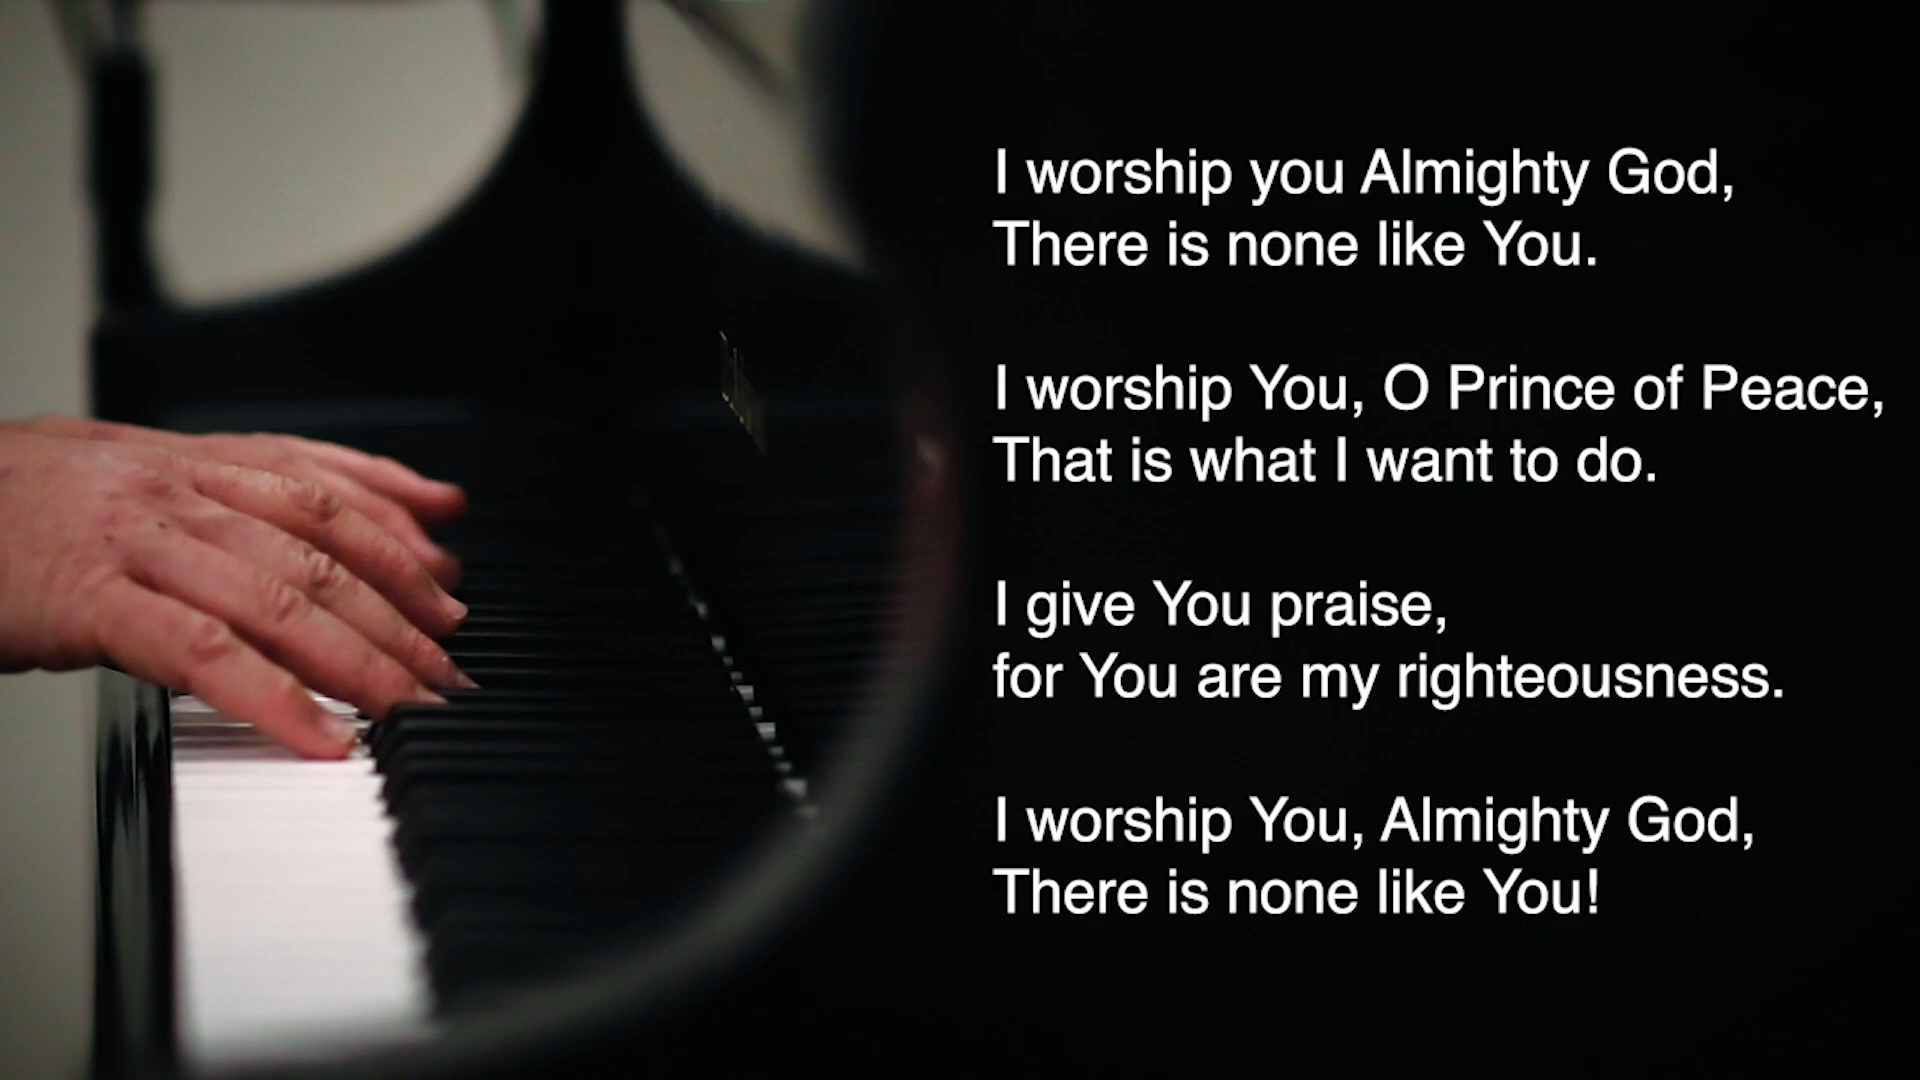 I worship you Almighty God,
There is none like You.
I worship You, O Prince of Peace,
That is what I want to do.
I give You praise,
for You are my righteousness.
I worship You, Almighty God,
There is none like You!